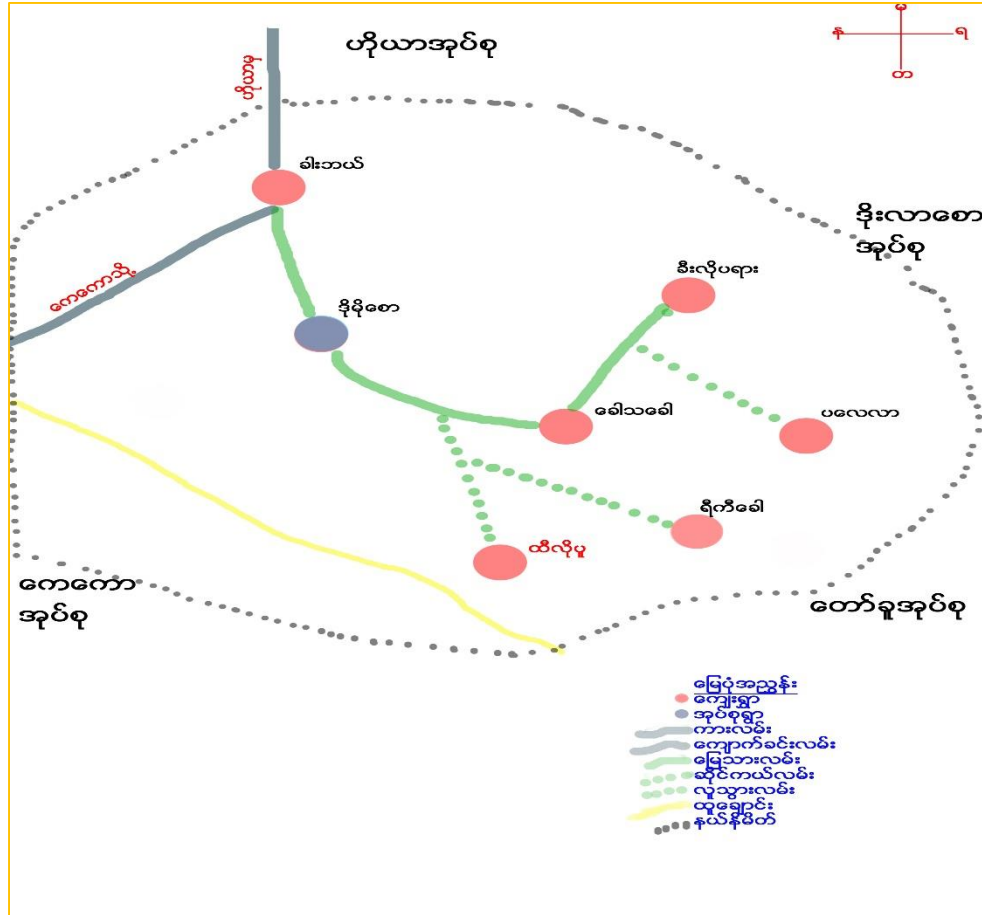 မ
န
ရ
တ
ဟိုယာအုပ်စု
ဟိုယာမှ
ခါးဘယ်
ဒိုးလာစော
အုပ်စု
ခီးလိုပရား
ကေကောသို့
ဒိုမိုစော
ခေါသခေါ
ပလေလာ
ရီကီခေါ
ထီလိုပူ
ကေကော
အုပ်စု
တော်ခူအုပ်စု
မြေပုံအညွှန်း
ကျေးရွာ
အုပ်စုရွာ
ကားလမ်း
ကျောက်ခင်းလမ်း
မြေသားလမ်း
ဆိုင်ကယ်လမ်း
လူသွားလမ်း
ထူချောင်း
နယ်နိမိတ်